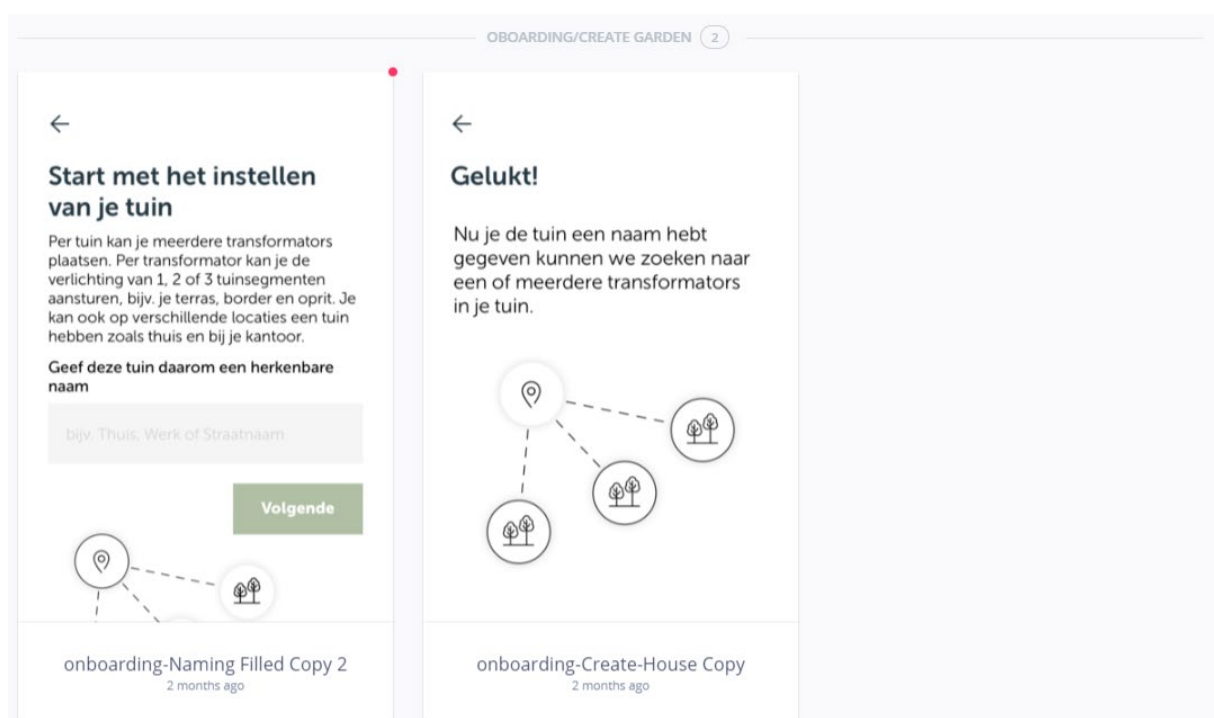 OBOARDING/CREATE GARDEN 2
Start met het instellen
van je tuin
Per tuin kan je meerdere transformators
plaatsen. Per transformator kan je de
verlichting van 1, 2 of 3 tuinsegmenten
aansturen, bijv. je terras, border en oprit. Je
kan ook op verschillende locaties een tuin
hebben zoals thuis en bij je kantoor.
Geef deze tuin daarom een herkenbare
naam
bijv. Thuis, Werk of Straatnaam
Volgende
onboarding-Naming Filled Copy 2
2 months ago
Gelukt!
Nu je de tuin een naam hebt
gegeven kunnen we zoeken naar
een of meerdere transformators
in je tuin.
onboarding-Create-House Copy
2 months ago